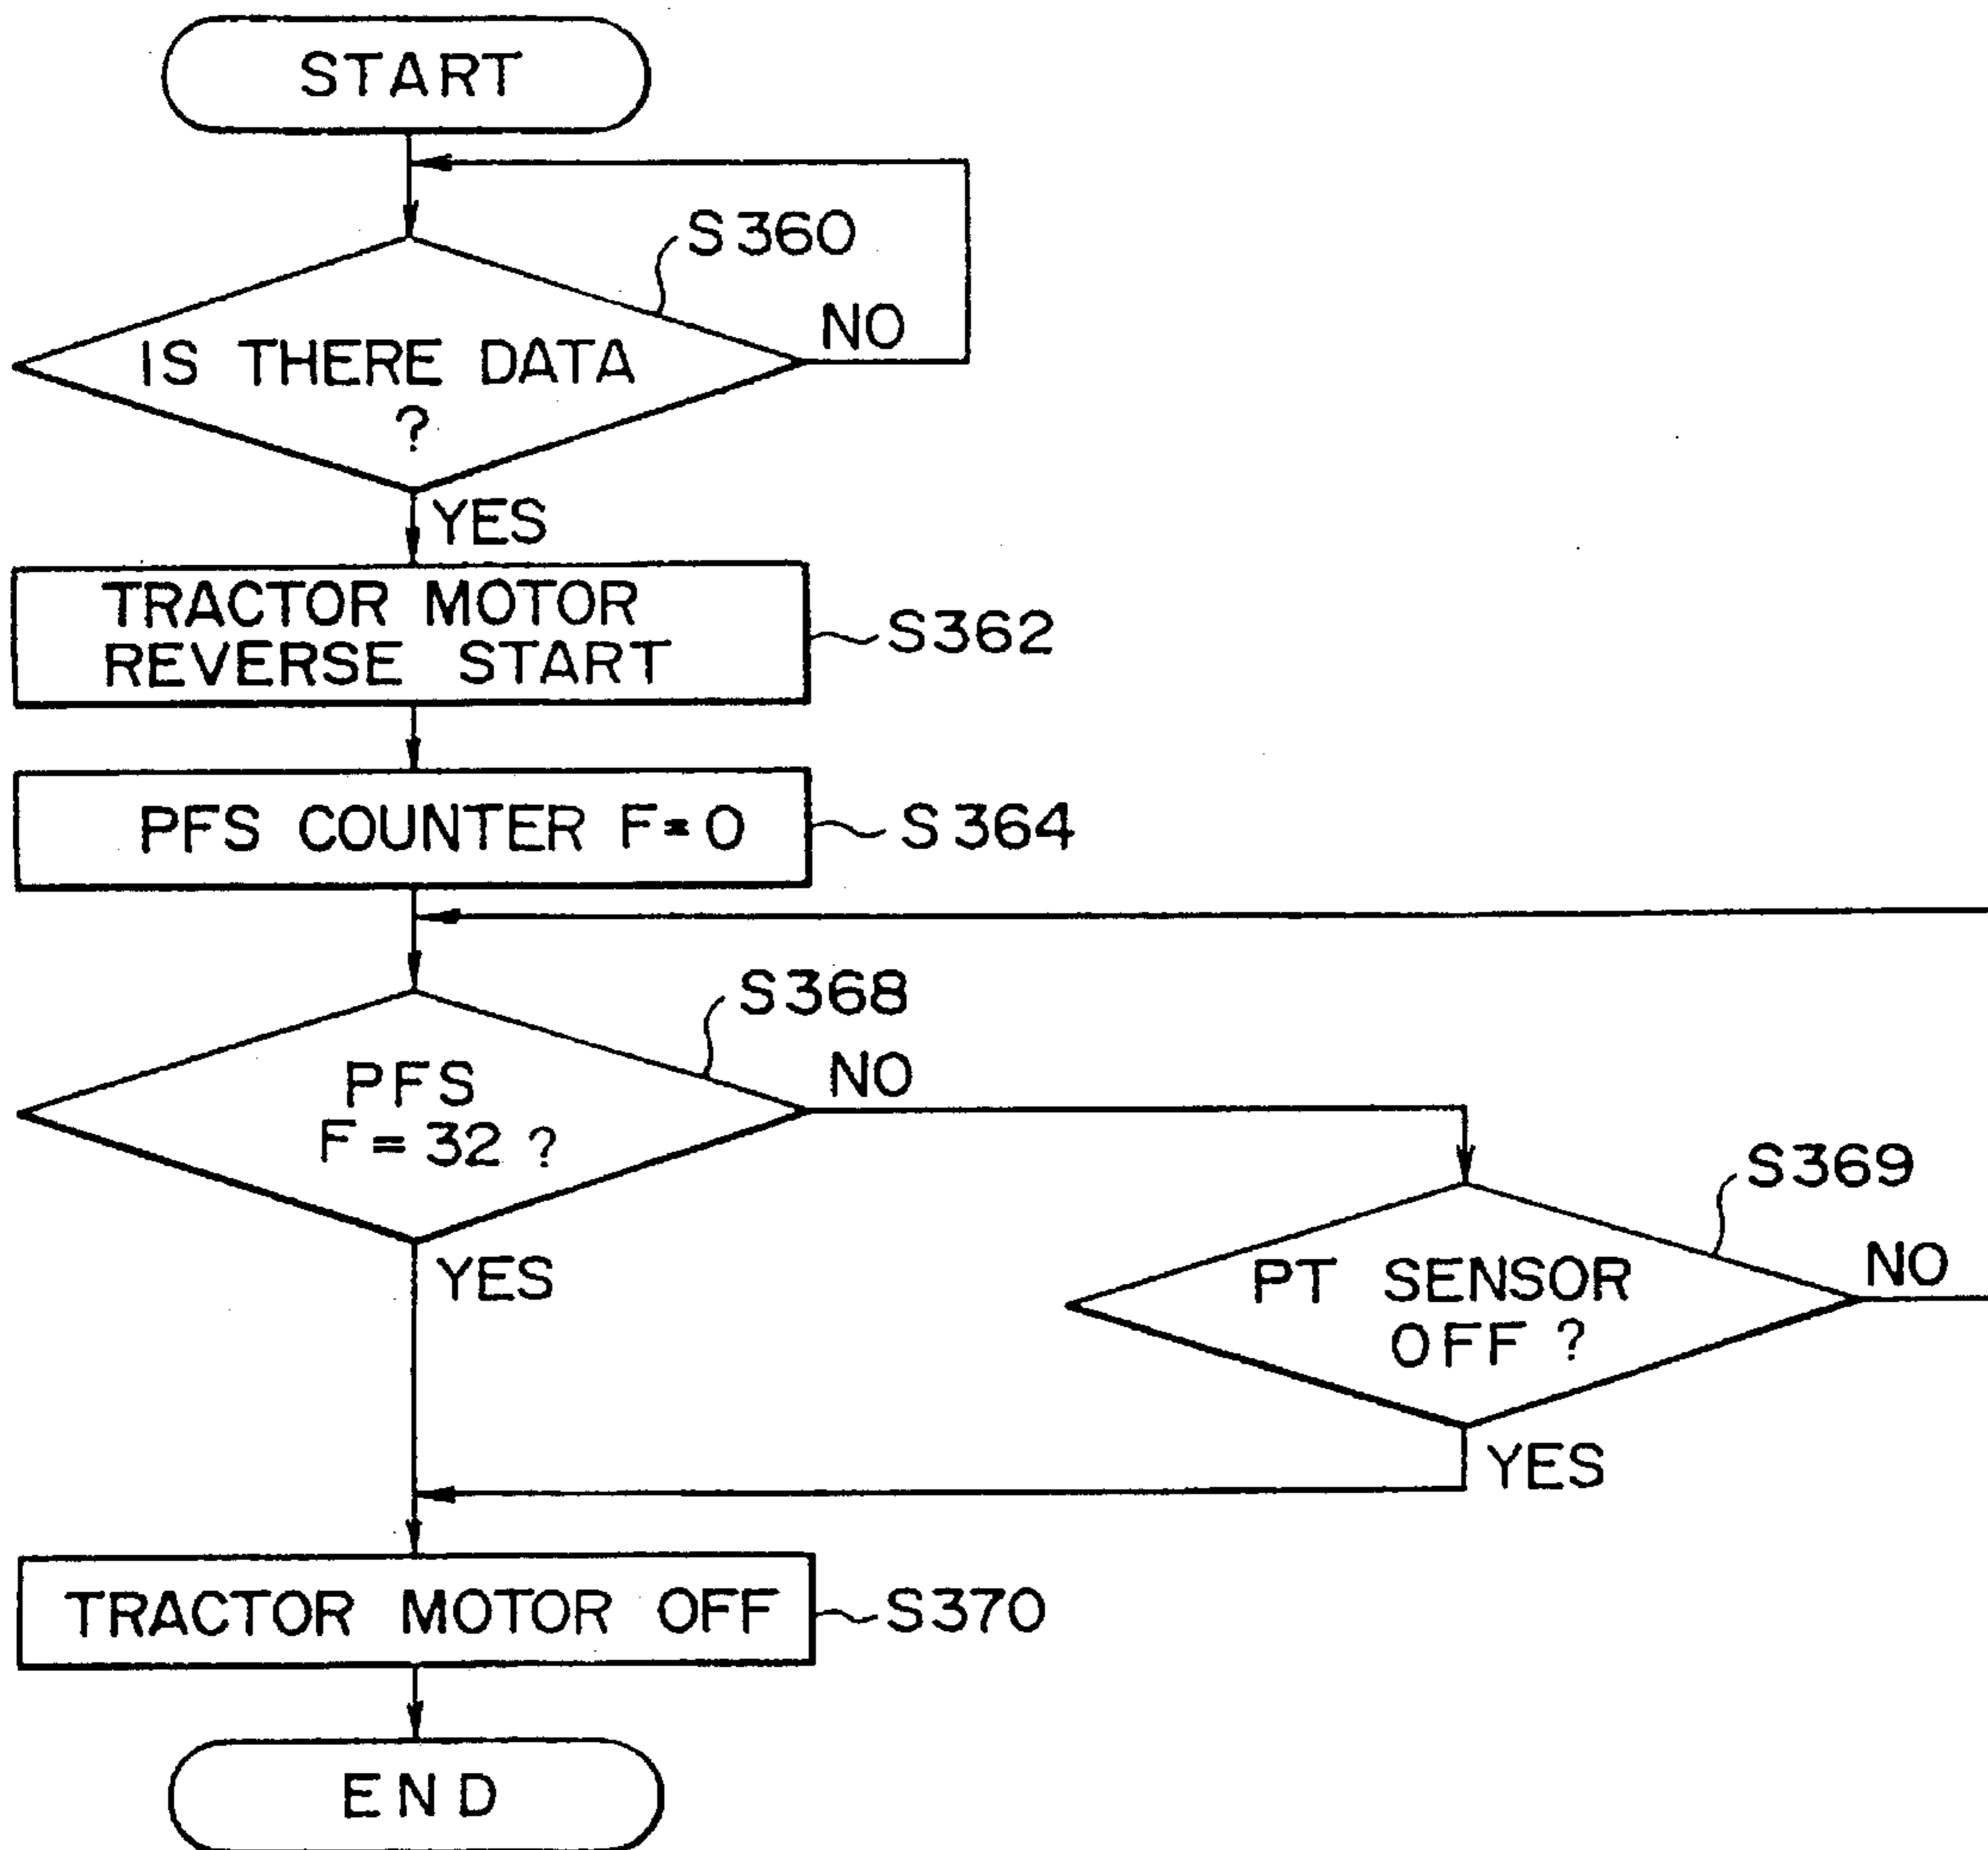 START
S360
NO
IS THERE DATA
?
YES
TRACTOR MOTOR
REVERSE START
S362
PFS COUNTER F=0
S364
S368
NO
PFS
F=32 ?
YES
S369
NO
PT SENSOR
OFF ?
YES
TRACTOR MOTOR OFF
S370
END